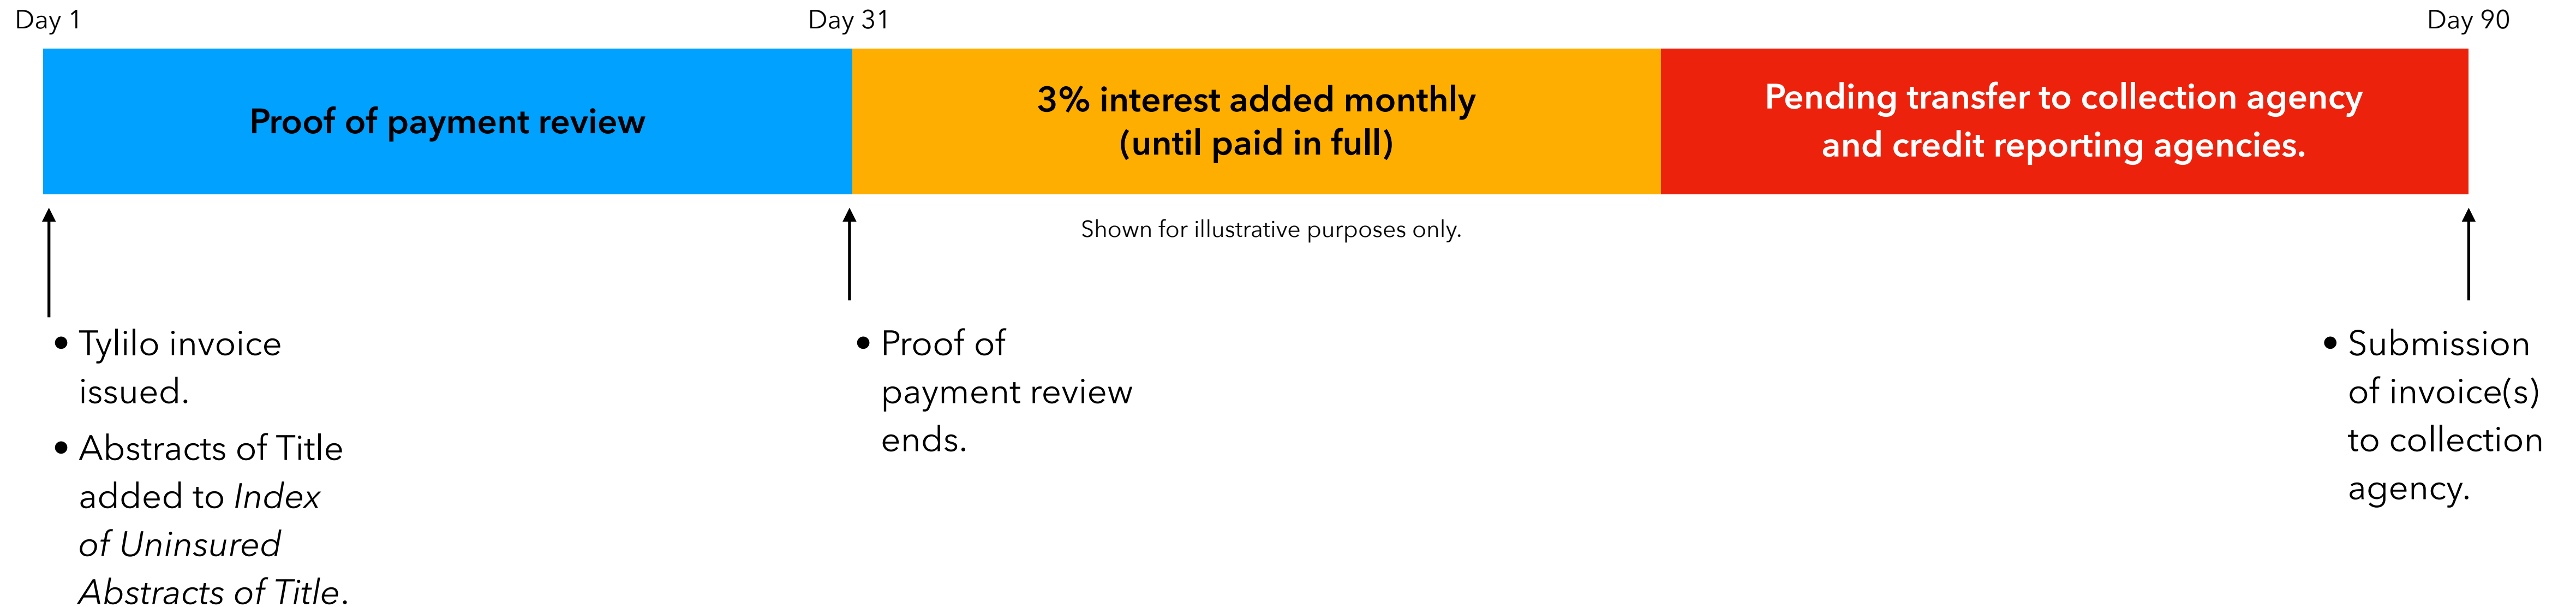 Day 1
Day 31
Day 90
Proof of payment review
3% interest added monthly
(until paid in full)
Pending transfer to collection agency
and credit reporting agencies.
Shown for illustrative purposes only.
• Tylilo invoice
issued.
• Abstracts of Title
added to Index
of Uninsured
Abstracts of Title.
• Proof of
payment review
ends.
• Submission
of invoice(s)
to collection
agency.